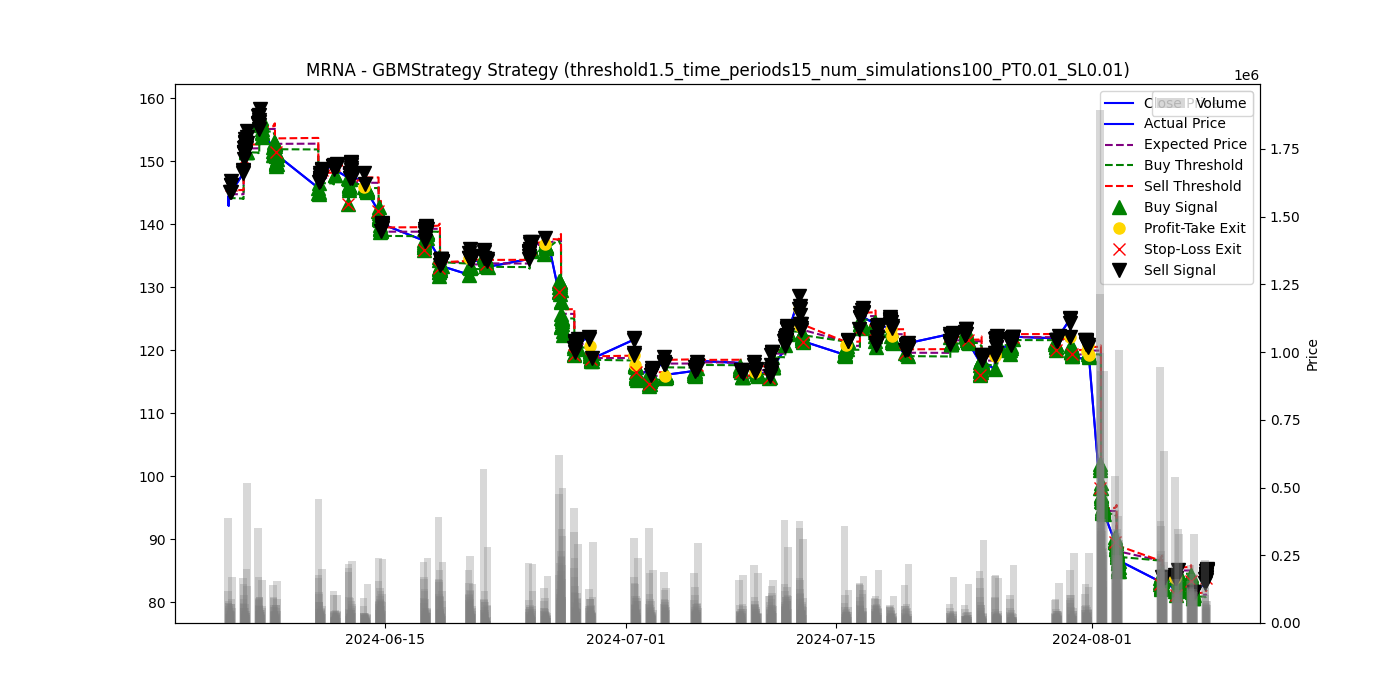 MRNA - GBMStrategy Strategy (threshold1.5_time_periods15_num_simulations100_PT0.01_SL0.01)
1e6
160
150
140
130
120
110
100
90
80
Close Price
Volume
Actual Price
Expected Price
Buy Threshold
Sell Threshold
Buy Signal
Profit-Take Exit
Stop-Loss Exit
Sell Signal
1.75
1.50
1.25
1.00
0.75
0.50
0.25
0.00
Price
2024-06-15
2024-07-01
2024-07-15
2024-08-01